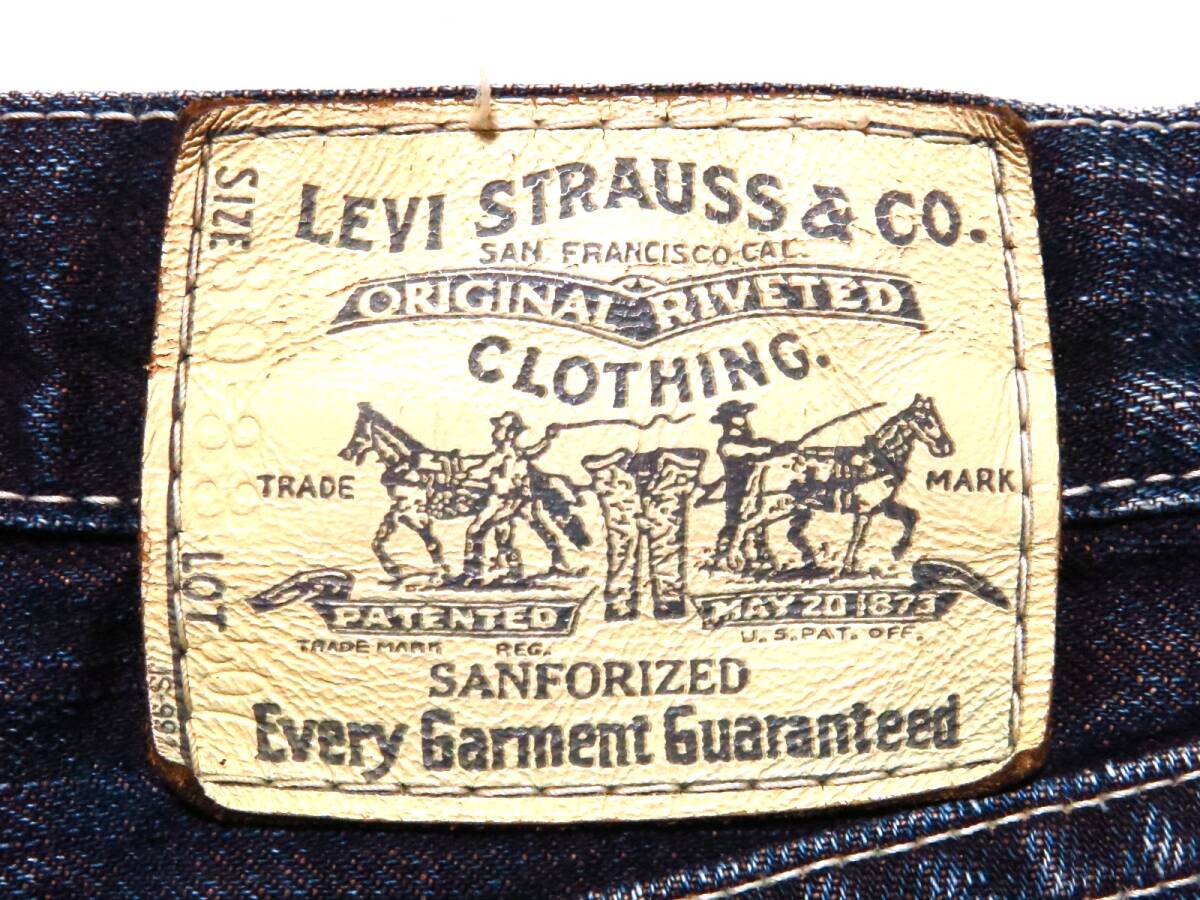 LEVI STRAUSS & CO.
SAN FRANCISCO, CAL.
ORIGINAL RIVETED
CLOTHING.
TRADE MARK
PATENTED MAY 20 1873
TRADE MARK REG. U.S.PAT. OFF.
SANFORIZED
Every Garment Guaranteed
SIZE
LOT